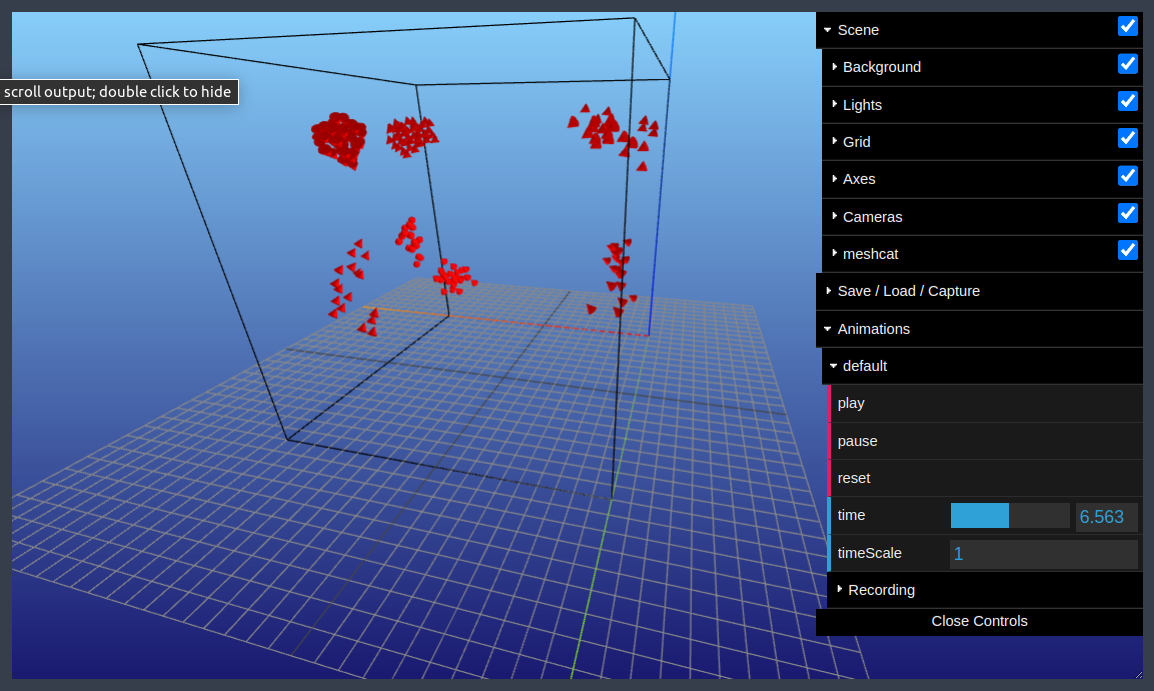 scroll output; double click to hide
Scene
Background
Lights
Grid
Axes
Cameras
meshcat
Save / Load / Capture
Animations
default
play
pause
reset
time 6.563
timeScale 1
Recording
Close Controls